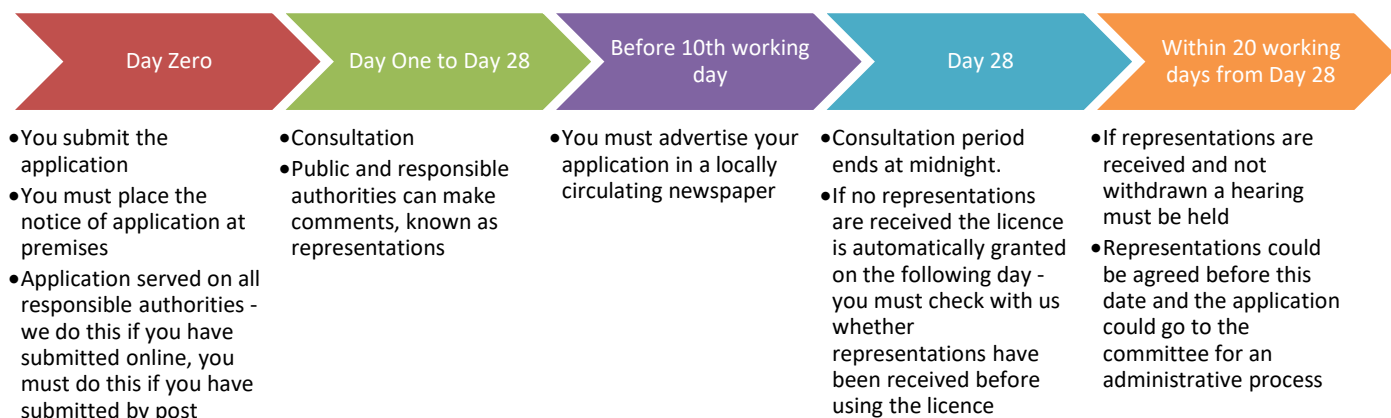 Day Zero
Day One to Day 28
Before 10th working
day
Day 28
Within 20 working
days from Day 28
•You submit the
application
•You must place the
notice of application at
premises
•Application served on all
responsible authorities -
we do this if you have
submitted online, you
must do this if you have
submitted by post
•Consultation
•Public and responsible
authorities can make
comments, known as
representations
•You must advertise your
application in a locally
circulating newspaper
•Consultation period
ends at midnight.
•If no representations
are received the licence
is automatically granted
on the following day -
you must check with us
whether
representations have
been received before
using the licence
•If representations are
received and not
withdrawn a hearing
must be held
•Representations could
be agreed before this
date and the application
could go to the
committee for an
administrative process